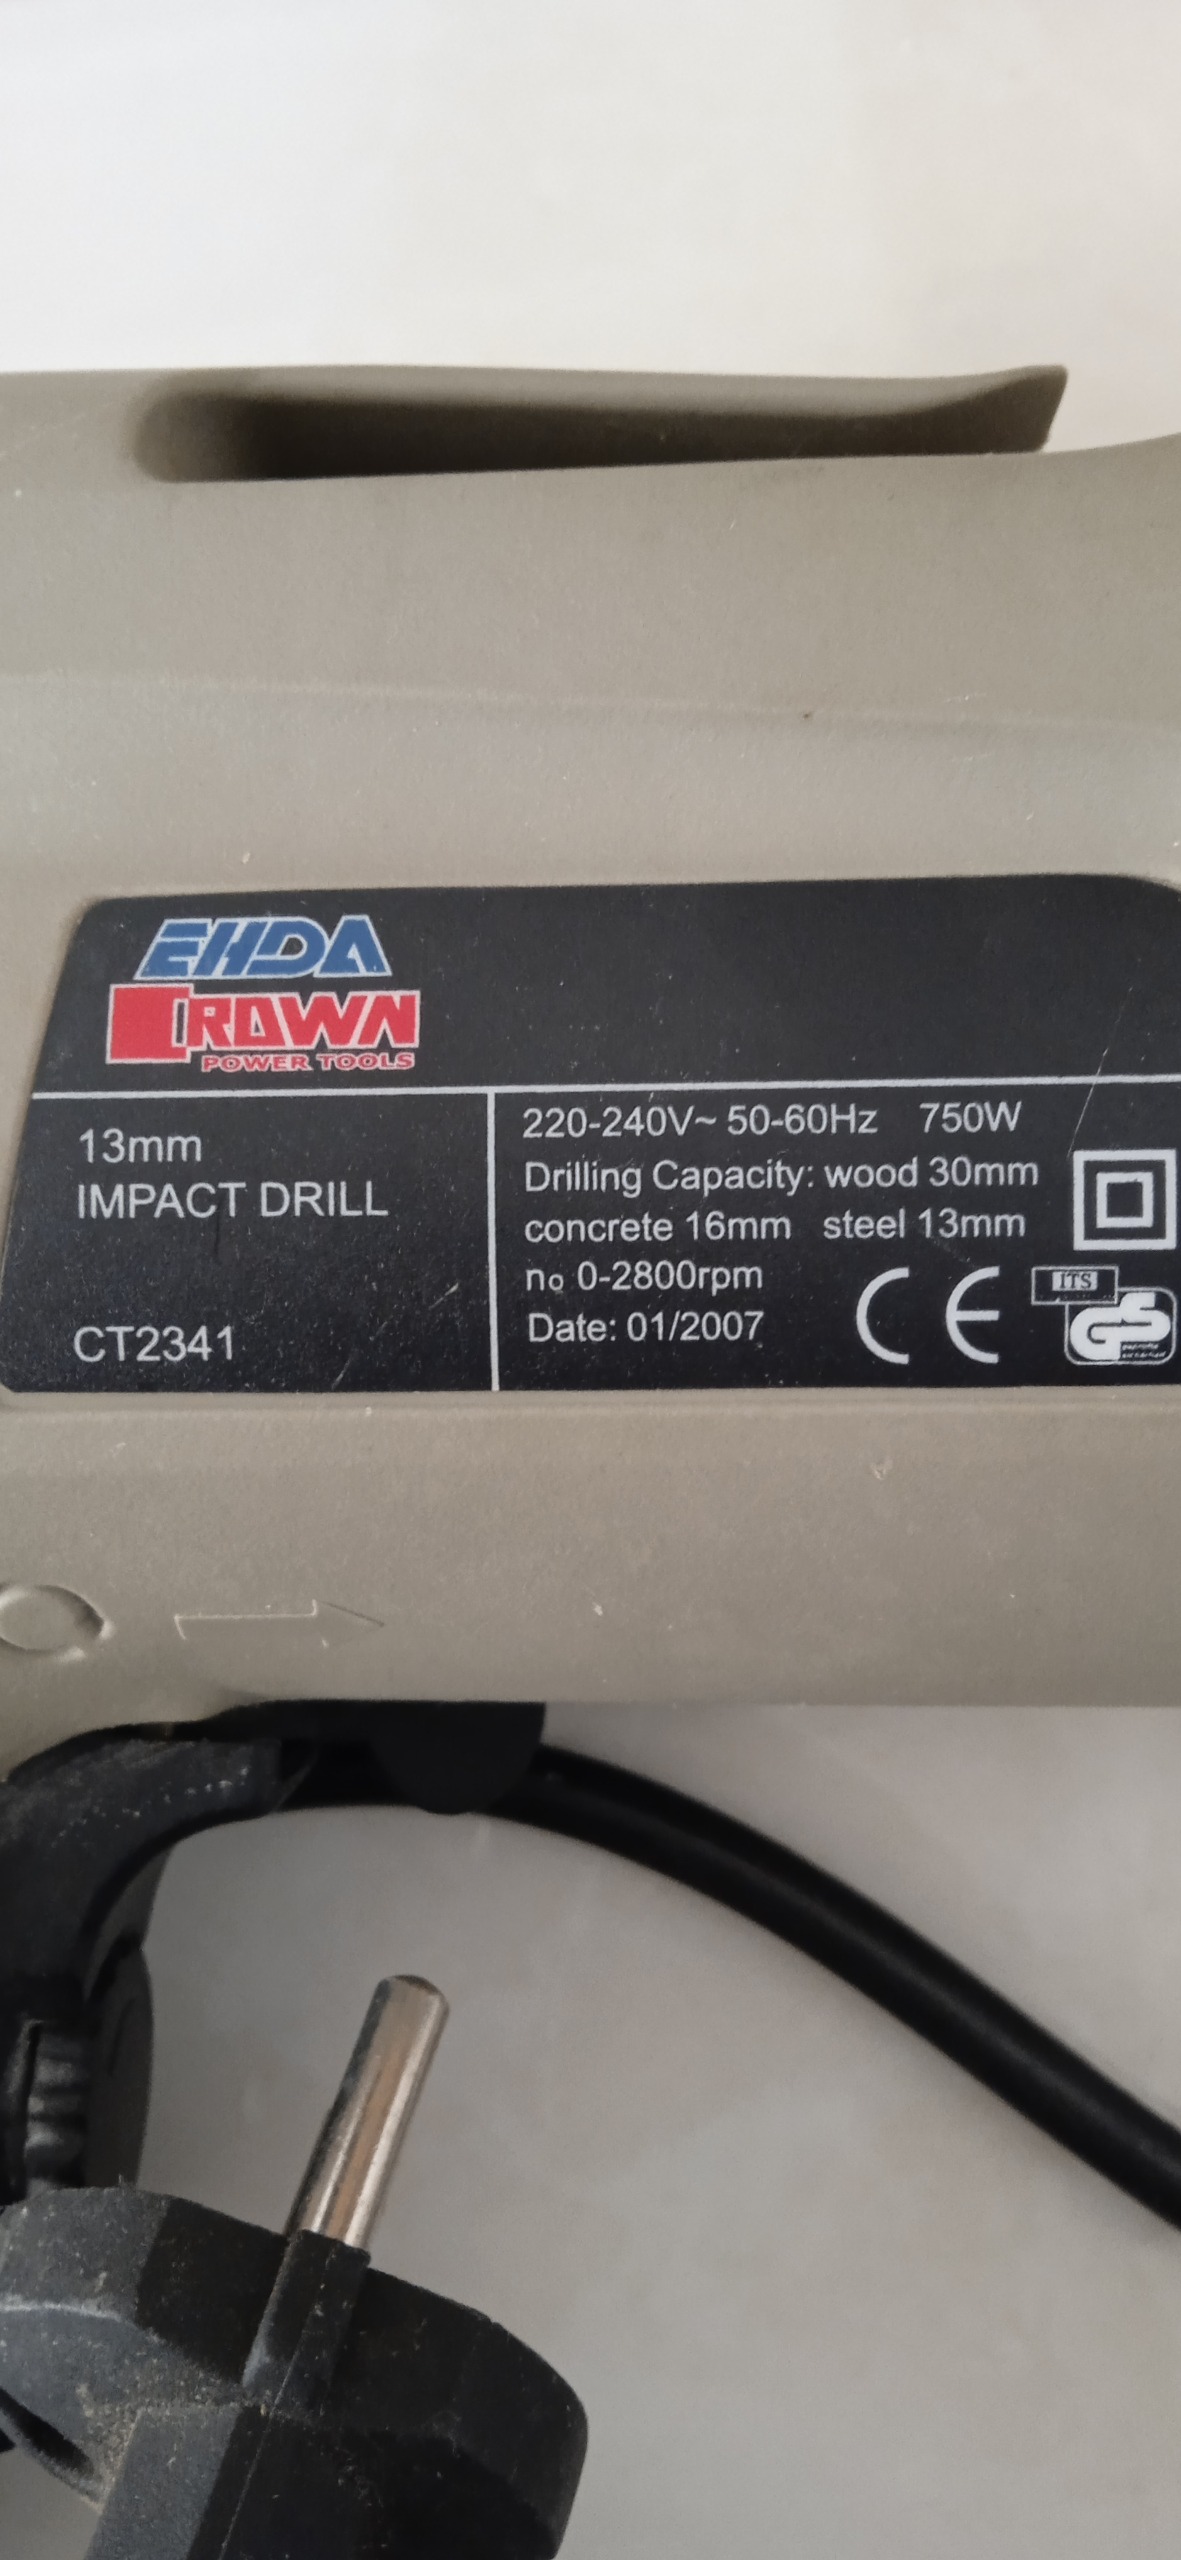 EHDA
CROWN
POWER TOOLS
13mm
IMPACT DRILL
CT2341
220-240V~ 50-60Hz 750W
Drilling Capacity: wood 30mm
concrete 16mm steel 13mm
no 0-2800rpm
Date: 01/2007
CE
ITS
GS